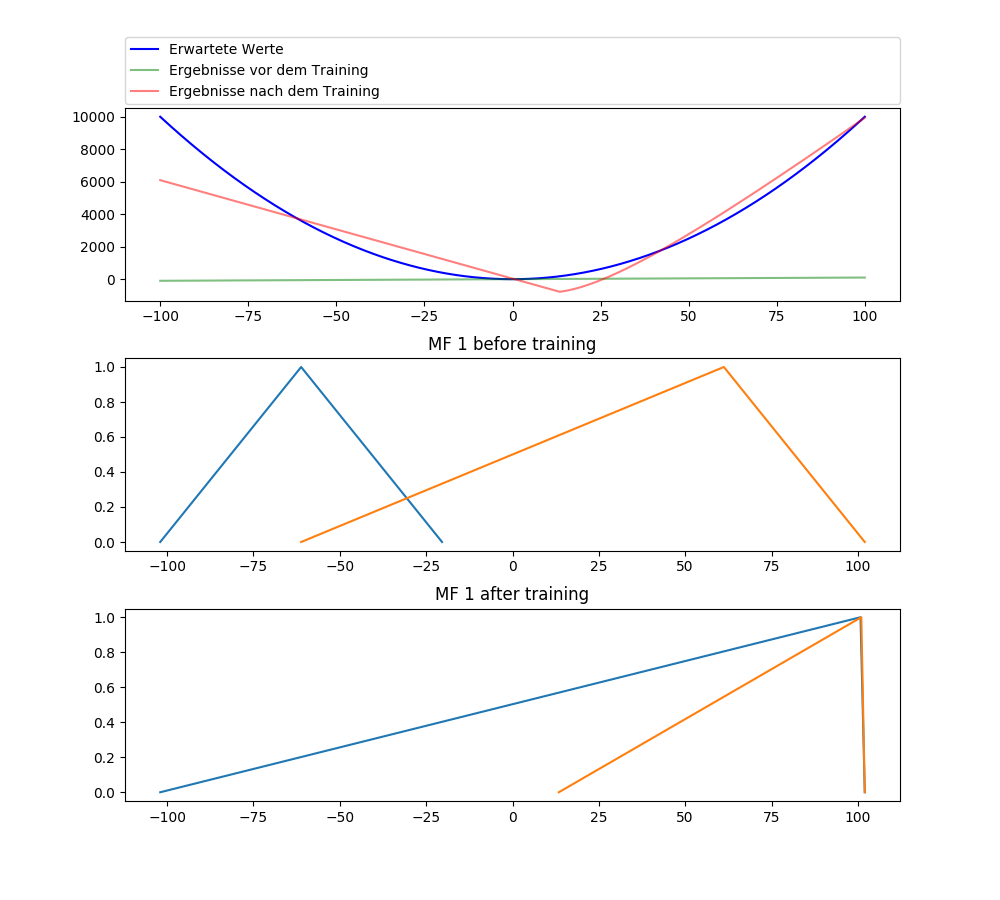 Erwartete Werte
Ergebnisse vor dem Training
Ergebnisse nach dem Training
10000
8000
6000
4000
2000
0
−100 −75 −50 −25 0 25 50 75 100
MF 1 before training
1.0
0.8
0.6
0.4
0.2
0.0
−100 −75 −50 −25 0 25 50 75 100
MF 1 after training
1.0
0.8
0.6
0.4
0.2
0.0
−100 −75 −50 −25 0 25 50 75 100